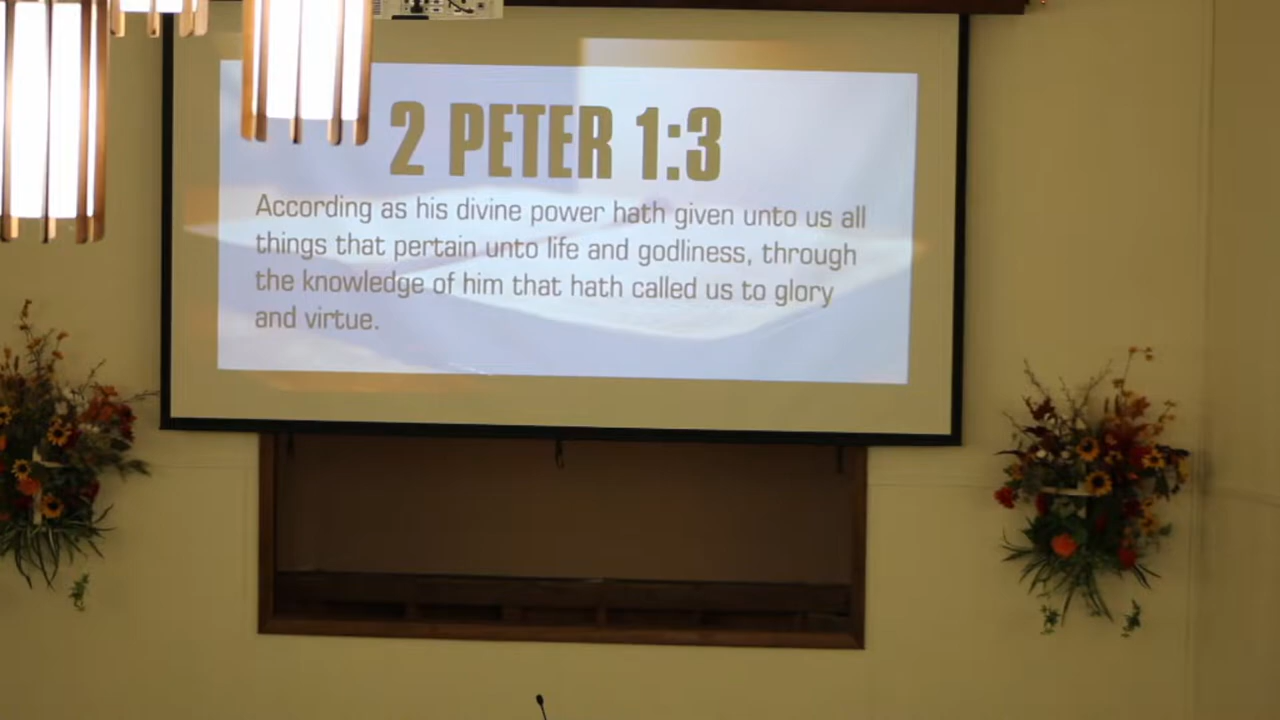 2 PETER 1:3
According as his divine power hath given unto us all
things that pertain unto life and godliness, through
the knowledge of him that hath called us to glory
and virtue.